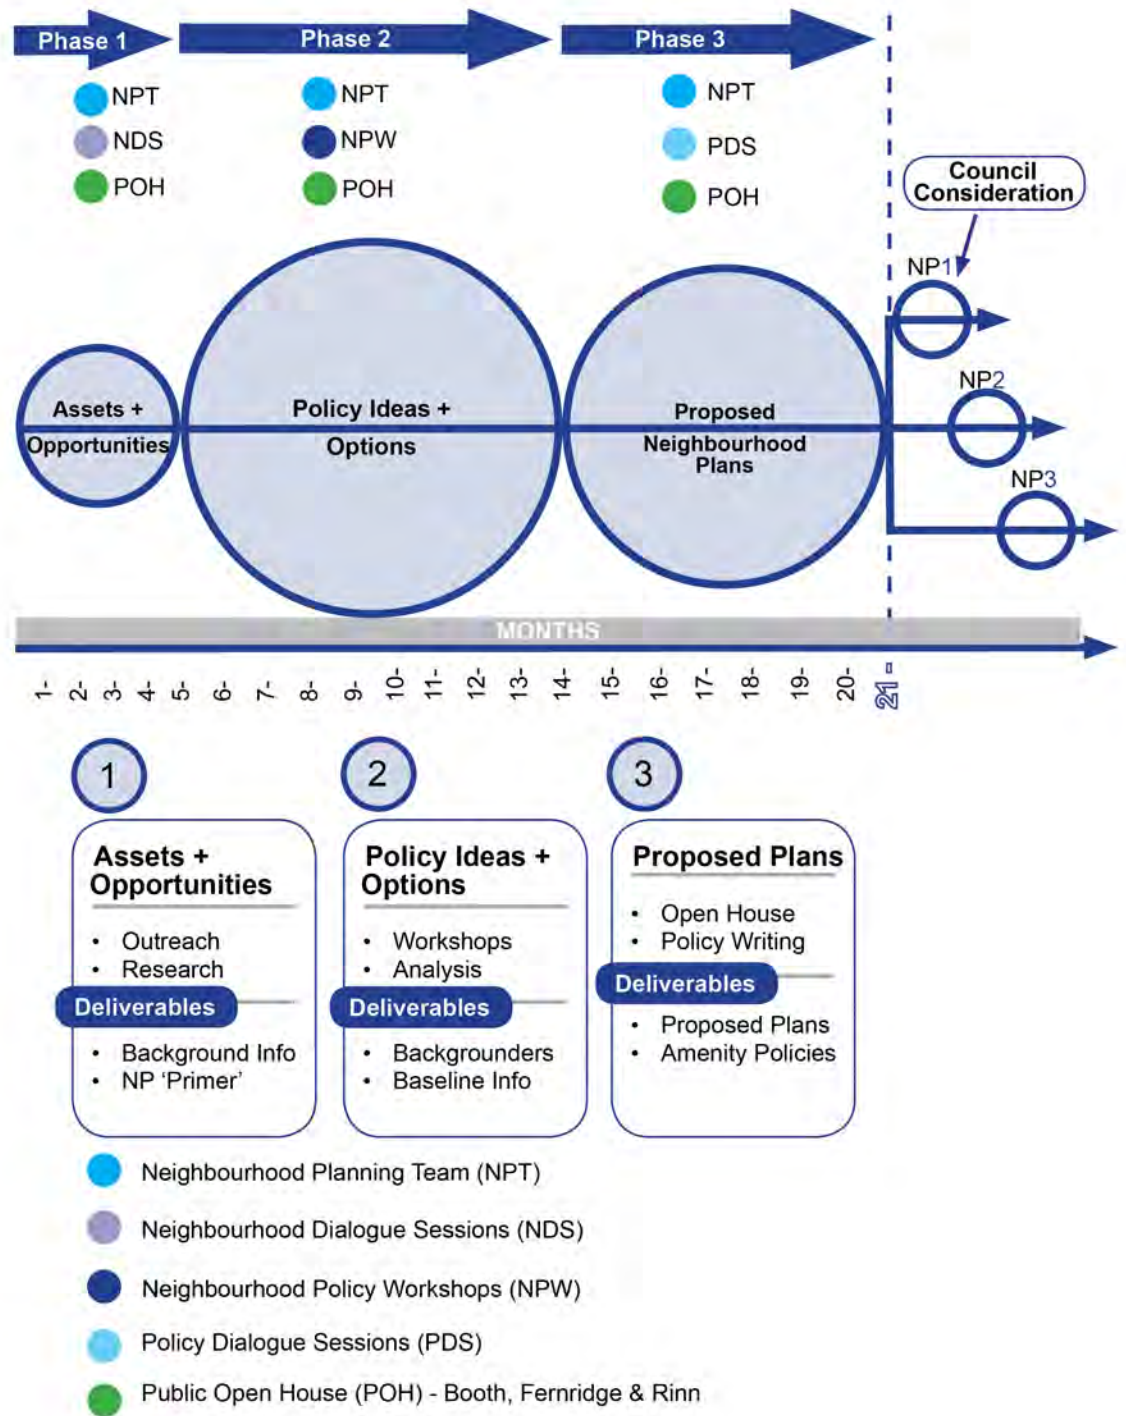 Phase 1
Phase 2
Phase 3
NPT
NDS
POH
NPT
NPW
POH
NPT
PDS
POH
Council
Consideration
NP1
NP2
NP3
Assets +
Opportunities
Policy Ideas +
Options
Proposed
Neighbourhood
Plans
MONTHS
1- 2- 3- 4- 5- 6- 7- 8- 9- 10- 11- 12- 13- 14- 15- 16- 17- 18- 19- 20- 21-
1
Assets +
Opportunities
• Outreach
• Research
Deliverables
• Background Info
• NP ‘Primer’
2
Policy Ideas +
Options
• Workshops
• Analysis
Deliverables
• Backgrounders
• Baseline Info
3
Proposed Plans
• Open House
• Policy Writing
Deliverables
• Proposed Plans
• Amenity Policies
Neighbourhood Planning Team (NPT)
Neighbourhood Dialogue Sessions (NDS)
Neighbourhood Policy Workshops (NPW)
Policy Dialogue Sessions (PDS)
Public Open House (POH) - Booth, Fernridge & Rinn